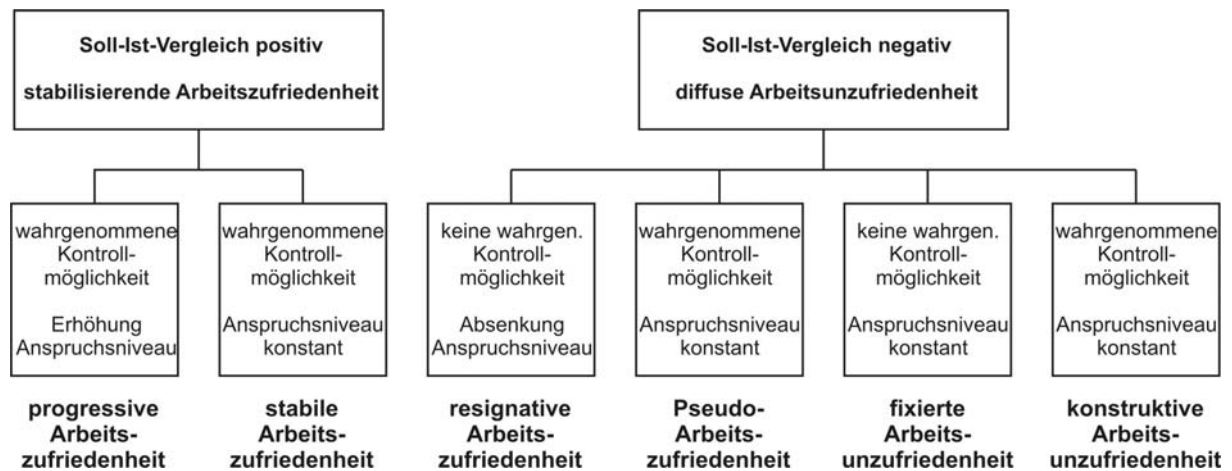 Soll-Ist-Vergleich positiv
stabilisierende Arbeitszufriedenheit
Soll-Ist-Vergleich negativ
diffuse Arbeitsunzufriedenheit
wahrgenommene
Kontroll-
möglichkeit
Erhöhung
Anspruchsniveau
progressive
Arbeits-
zufriedenheit
wahrgenommene
Kontroll-
möglichkeit
Anspruchsniveau
konstant
stabile
Arbeits-
zufriedenheit
keine wahrgen.
Kontroll-
möglichkeit
Absenkung
Anspruchsniveau
resignative
Arbeits-
zufriedenheit
wahrgenommene
Kontroll-
möglichkeit
Anspruchsniveau
konstant
Pseudo-
Arbeits-
zufriedenheit
keine wahrgen.
Kontroll-
möglichkeit
Anspruchsniveau
konstant
fixierte
Arbeits-
unzufriedenheit
wahrgenommene
Kontroll-
möglichkeit
Anspruchsniveau
konstant
konstruktive
Arbeits-
unzufriedenheit